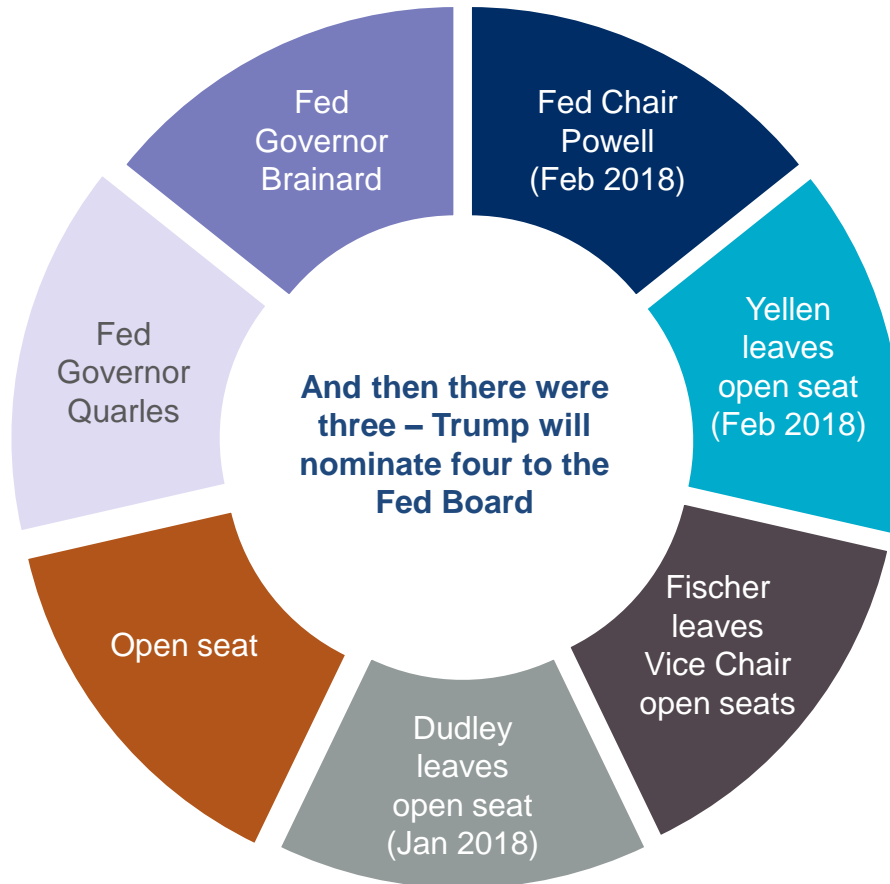 Fed
Governor
Brainard
Fed Chair
Powell
(Feb 2018)
Yellen
leaves
open seat
(Feb 2018)
Fed
Governor
Quarles
And then there were
three – Trump will
nominate four to the
Fed Board
Fischer
leaves
Vice Chair
open seats
Open seat
Dudley
leaves
open seat
(Jan 2018)